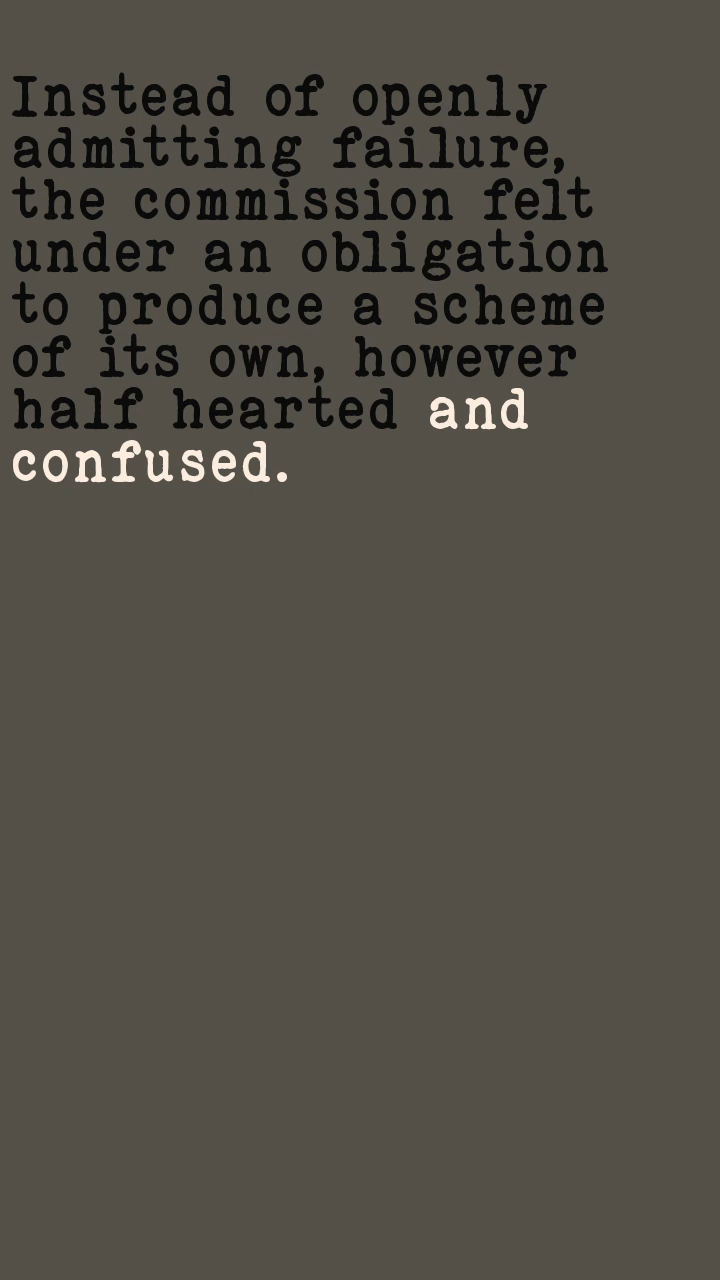 Instead of openly
admitting failure,
the commission felt
under an obligation
to produce a scheme
of its own, however
half hearted and
confused.